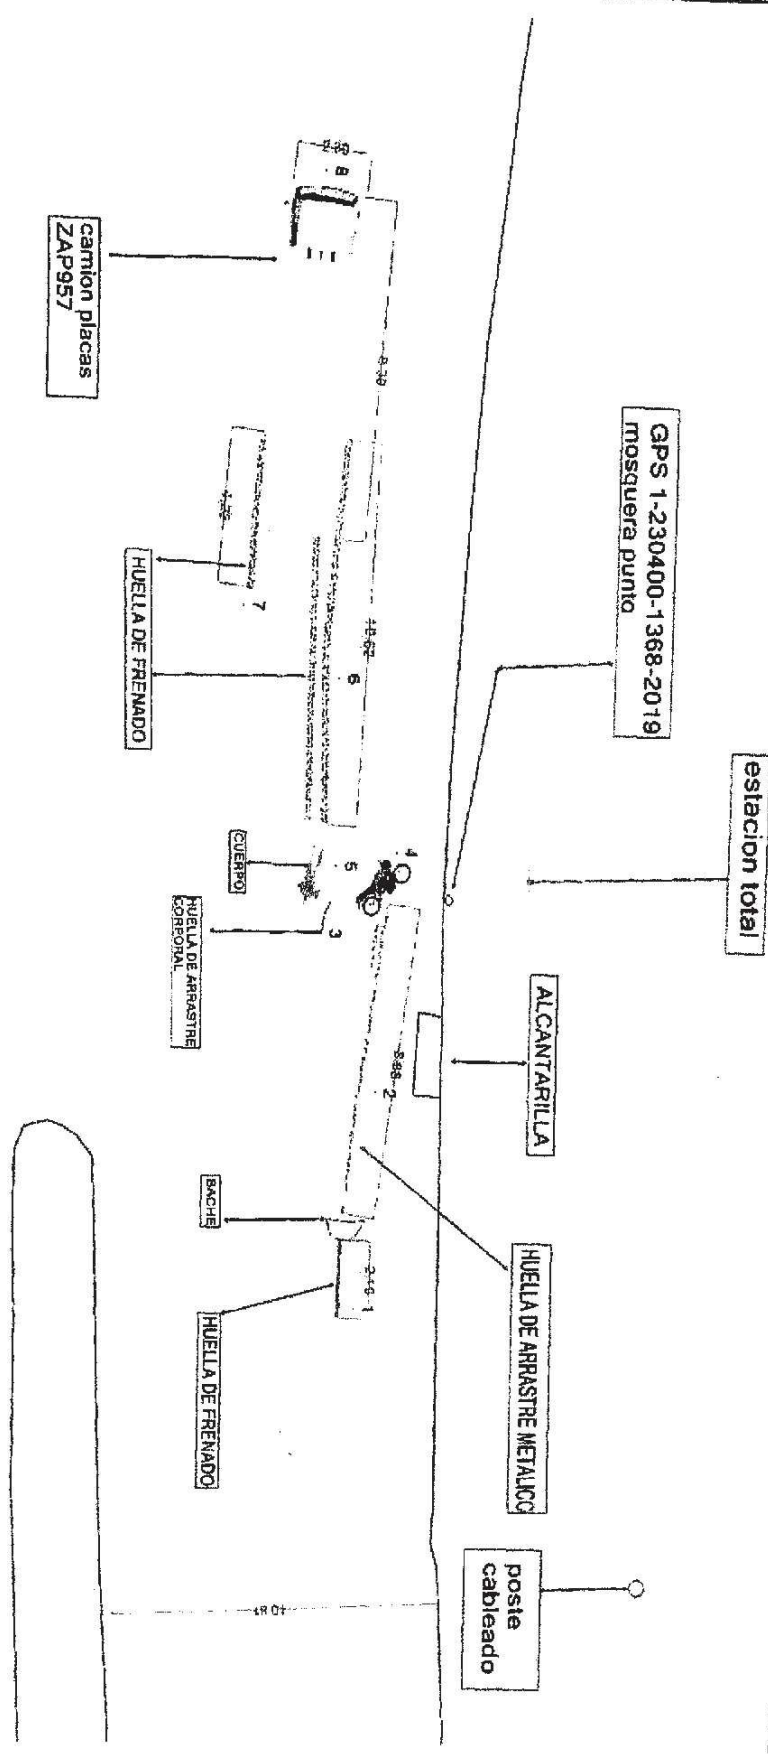 camion placas
ZAP957
GPS 1-230400-1368-2019
mosquera punto
estacion total
HUELLA DE FRENADO
CUERPO
HUELLA DE ARRASTRE
CORPORAL
ALCANTARILLA
BACHE
HUELLA DE FRENADO
HUELLA DE ARRASTRE METALICO
poste
cableado
8
7
6
5
4
3
2
1